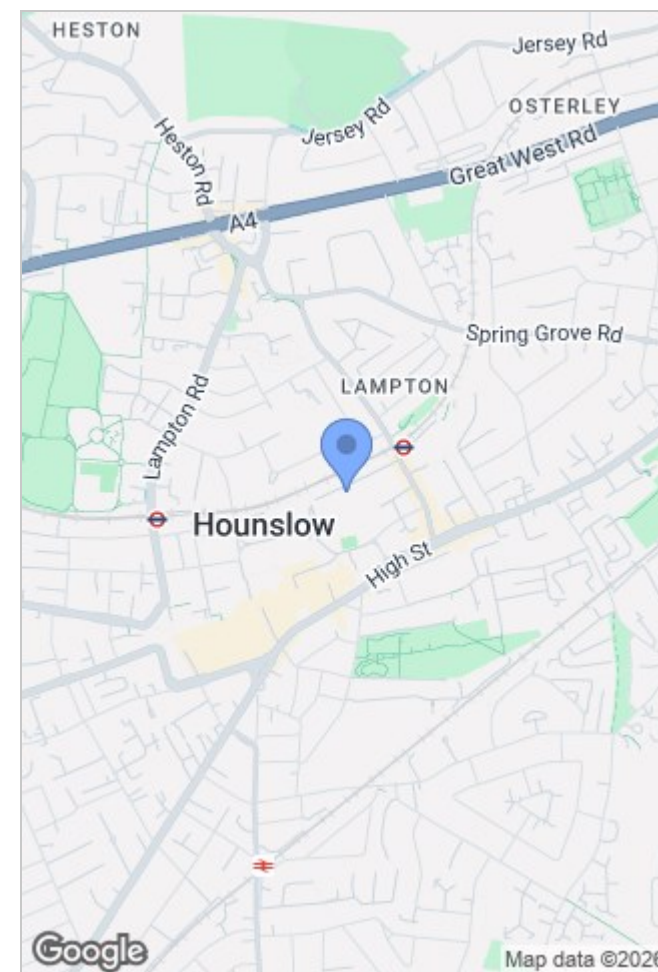 HESTON
Jersey Rd
OSTERLEY
Jersey Rd
Heston Rd
Great West Rd
A4
Spring Grove Rd
LAMPTON
Lampton Rd
Hounslow
High St
Google
Map data ©2026